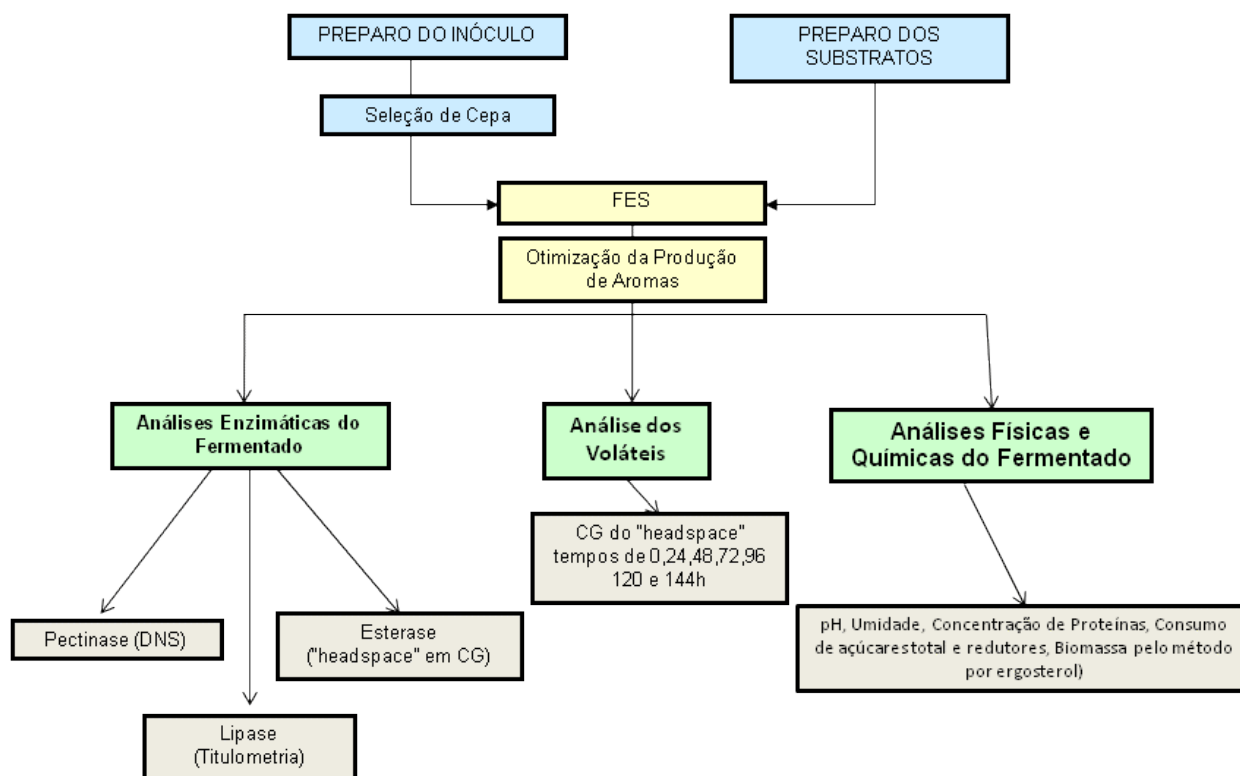 PREPARO DO INÓCULO
PREPARO DOS
SUBSTRATOS
Seleção de Cepa
FES
Otimização da Produção
de Aromas
Análises Enzimáticas do
Fermentado
Análise dos
Voláteis
Análises Físicas e
Químicas do Fermentado
CG do "headspace"
tempos de 0,24,48,72,96
120 e 144h
Pectinase (DNS)
Esterase
("headspace" em CG)
pH, Umidade, Concentração de Proteínas, Consumo
de açúcares total e redutores, Biomassa pelo método
por ergosterol)
Lipase
(Titulometria)